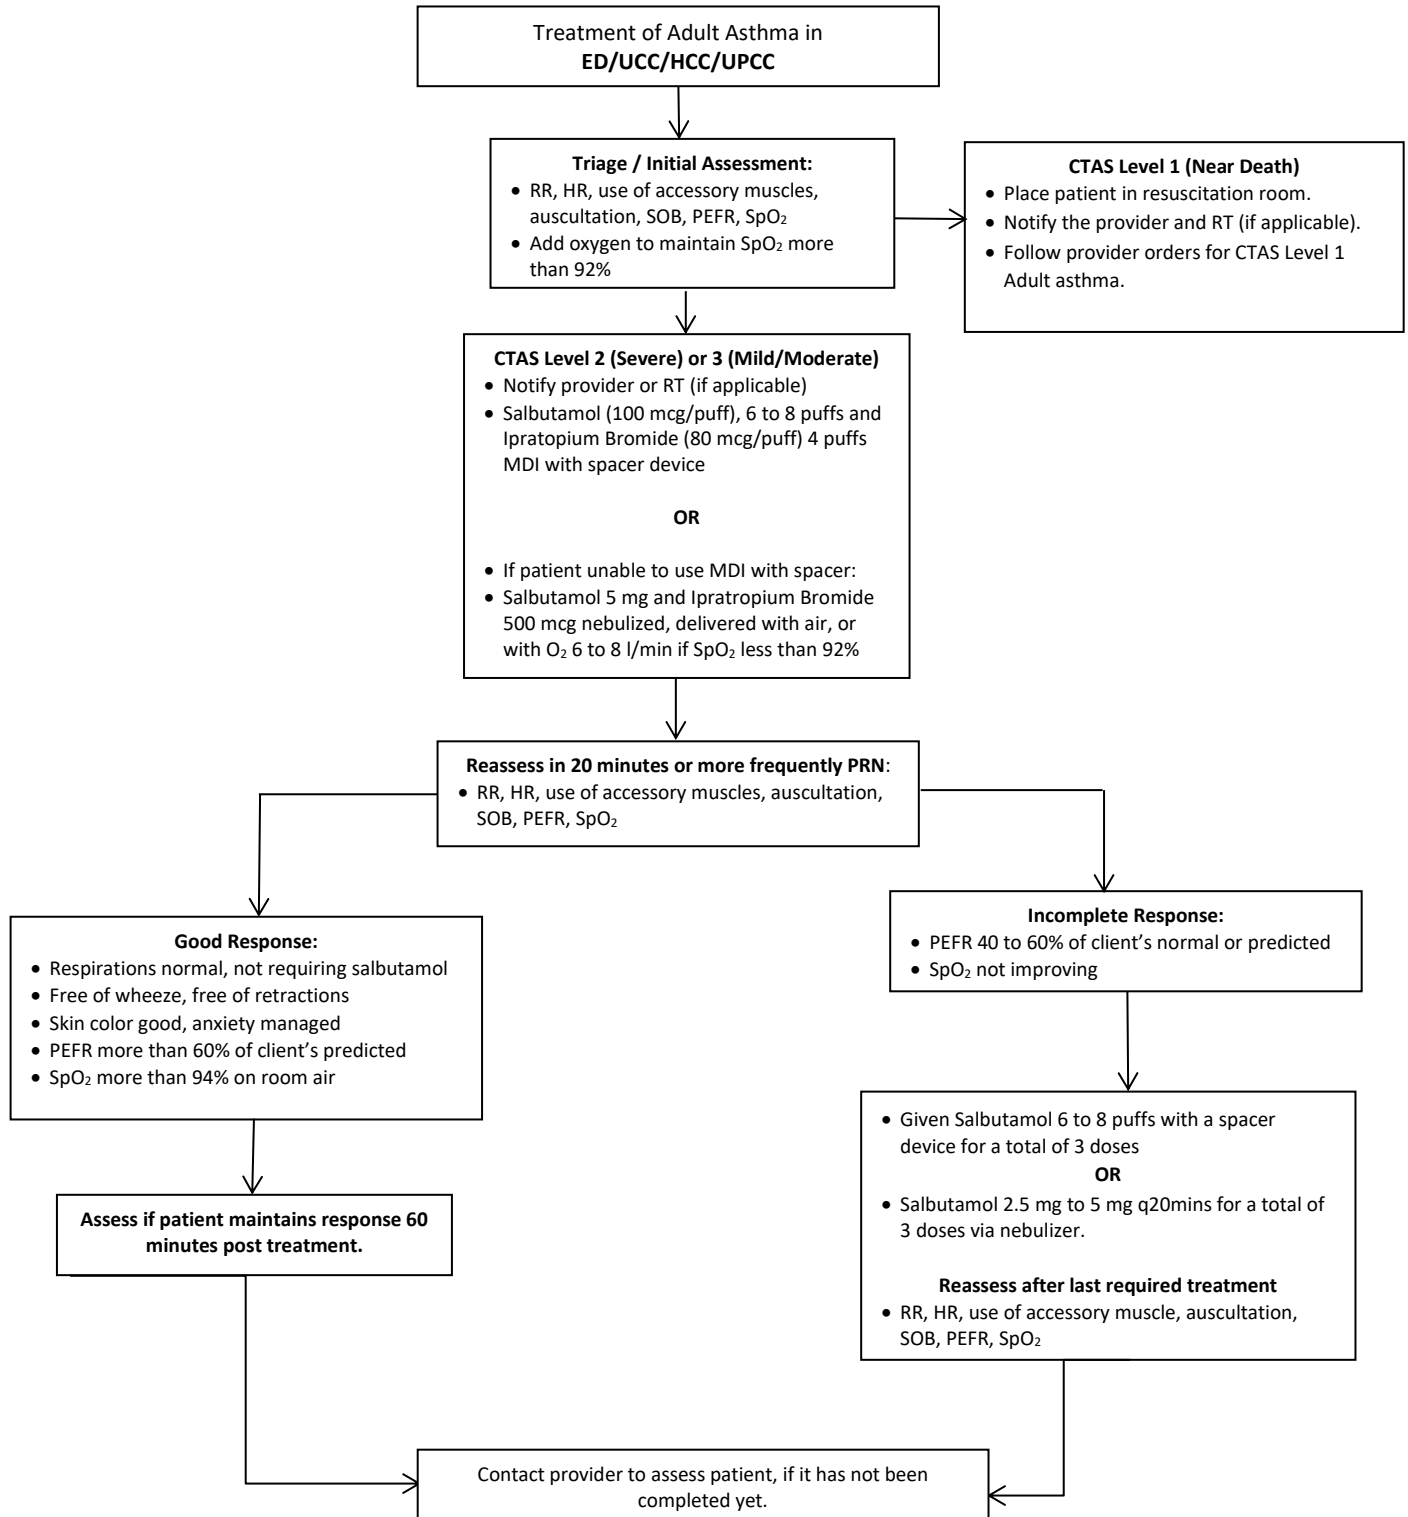 Treatment of Adult Asthma in
ED/UCC/HCC/UPCC
Triage / Initial Assessment:
• RR, HR, use of accessory muscles,
auscultation, SOB, PEFR, SpO₂
• Add oxygen to maintain SpO₂ more
than 92%
CTAS Level 1 (Near Death)
• Place patient in resuscitation room.
• Notify the provider and RT (if applicable).
• Follow provider orders for CTAS Level 1
Adult asthma.
CTAS Level 2 (Severe) or 3 (Mild/Moderate)
• Notify provider or RT (if applicable)
• Salbutamol (100 mcg/puff), 6 to 8 puffs and
Ipratopium Bromide (80 mcg/puff) 4 puffs
MDI with spacer device
OR
• If patient unable to use MDI with spacer:
• Salbutamol 5 mg and Ipratropium Bromide
500 mcg nebulized, delivered with air, or
with O₂ 6 to 8 l/min if SpO₂ less than 92%
Reassess in 20 minutes or more frequently PRN:
• RR, HR, use of accessory muscles, auscultation,
SOB, PEFR, SpO₂
Good Response:
• Respirations normal, not requiring salbutamol
• Free of wheeze, free of retractions
• Skin color good, anxiety managed
• PEFR more than 60% of client’s predicted
• SpO₂ more than 94% on room air
Assess if patient maintains response 60
minutes post treatment.
Incomplete Response:
• PEFR 40 to 60% of client’s normal or predicted
• SpO₂ not improving
• Given Salbutamol 6 to 8 puffs with a spacer
device for a total of 3 doses
OR
• Salbutamol 2.5 mg to 5 mg q20mins for a total of
3 doses via nebulizer.
Reassess after last required treatment
• RR, HR, use of accessory muscle, auscultation,
SOB, PEFR, SpO₂
Contact provider to assess patient, if it has not been
completed yet.